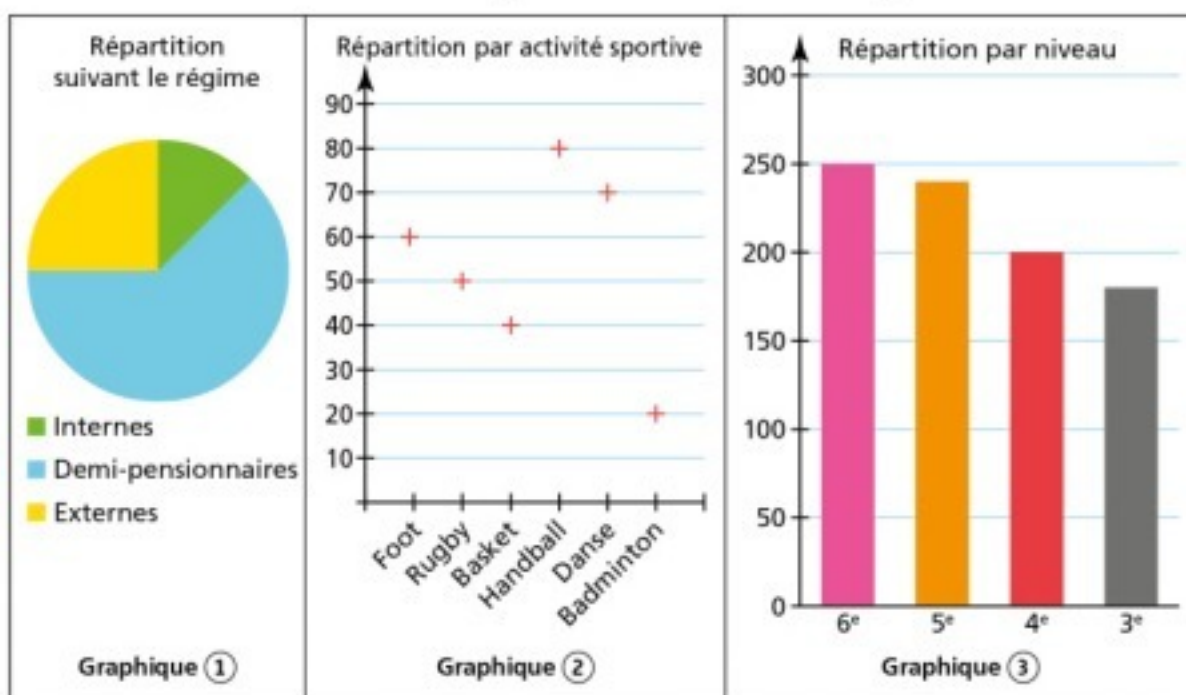 Répartition
suivant le régime
Internes
Demi-pensionnaires
Externes
Graphique 1
Répartition par activité sportive
90
80
70
60
50
40
30
20
10
Foot
Rugby
Basket
Handball
Danse
Badminton
Graphique 2
Répartition par niveau
300
250
200
150
100
50
0
6e 5e 4e 3e
Graphique 3